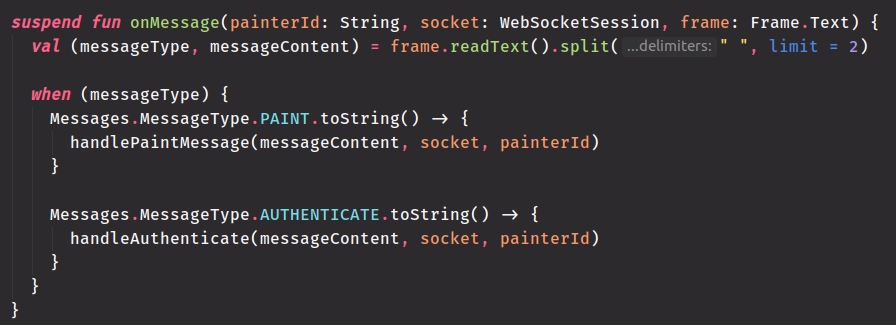 suspend fun onMessage(painterId: String, socket: WebSocketSession, frame: Frame.Text) {
val (messageType, messageContent) = frame.readText().split( ...delimiters: " ", limit = 2)
when (messageType) {
Messages.MessageType.PAINT.toString() -> {
handlePaintMessage(messageContent, socket, painterId)
}
Messages.MessageType.AUTHENTICATE.toString() -> {
handleAuthenticate(messageContent, socket, painterId)
}
}
}